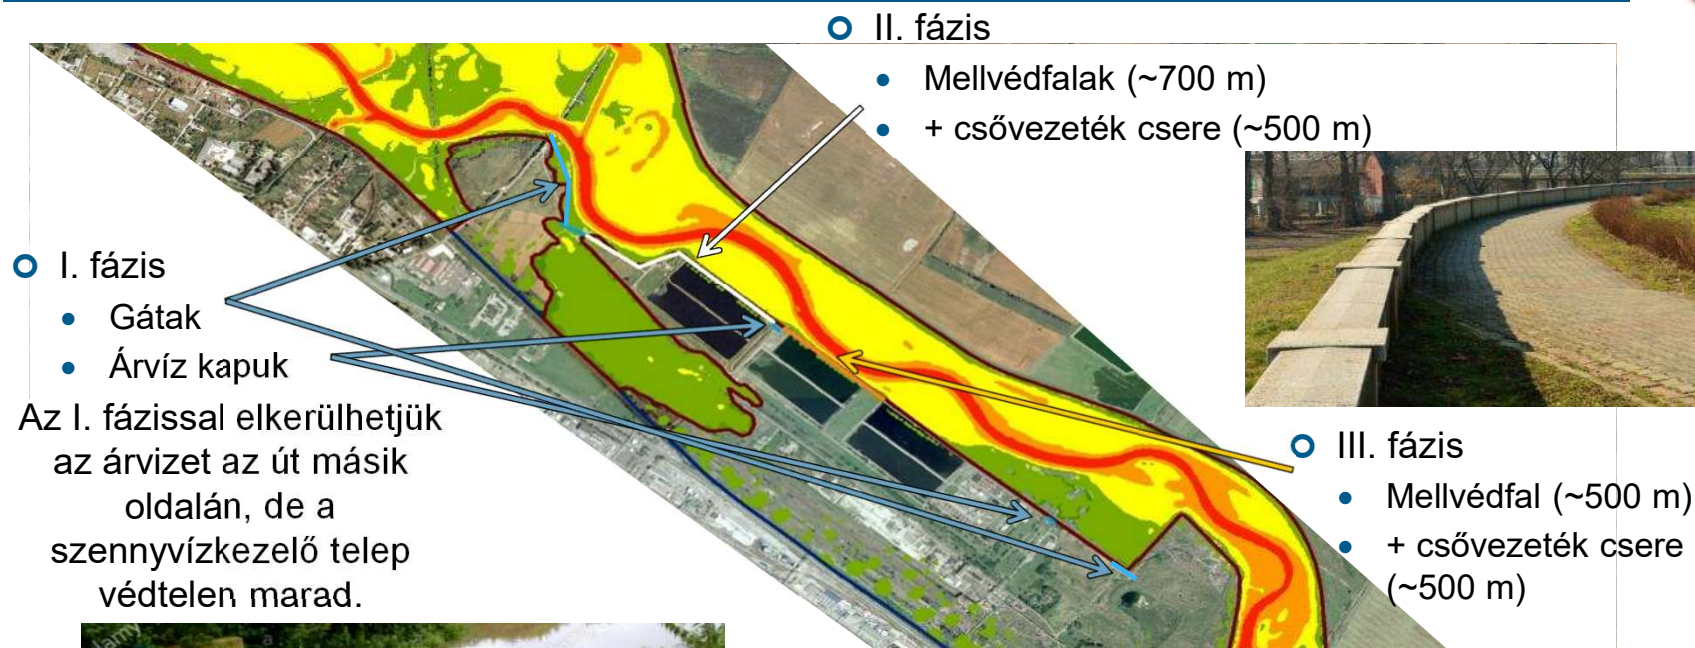 II. fázis
Mellvédfalak (~700 m)
+ csővezeték csere (~500 m)
I. fázis
Gátak
Árvíz kapuk
Az I. fázissal elkerülhetjük
az árvizet az út másik
oldalán, de a
szennyvízkezelő telep
védtelen marad.
III. fázis
Mellvédfal (~500 m)
+ csővezeték csere
(~500 m)